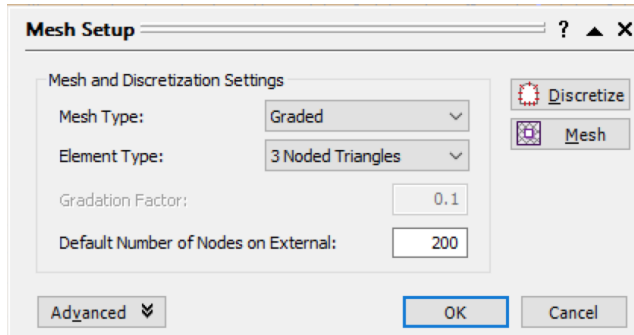 Mesh Setup ?
Mesh and Discretization Settings
Mesh Type: Graded
Element Type: 3 Noded Triangles
Gradation Factor: 0.1
Default Number of Nodes on External: 200
Discretize
Mesh
Advanced
OK
Cancel